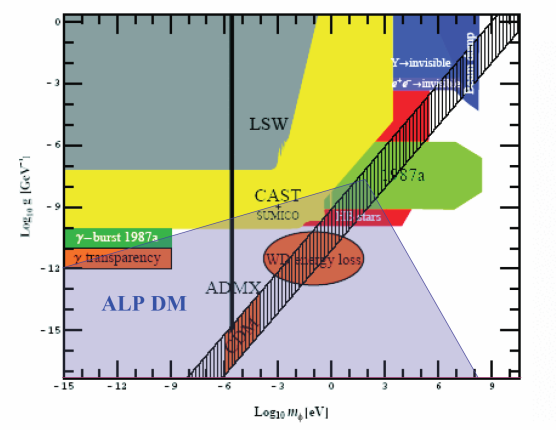 0
-3
-6
-9
-12
-15
Log₁₀ g [GeV⁻¹]
Υ→invisible
Beam dump
LSW
1987a
CAST
SUMICO
HB stars
γ-burst 1987a
γ transparency
WD energy loss
ADMX
ALP DM
CDM
-15
-12
-9
-6
-3
0
3
6
9
Log₁₀ mᵩ [eV]